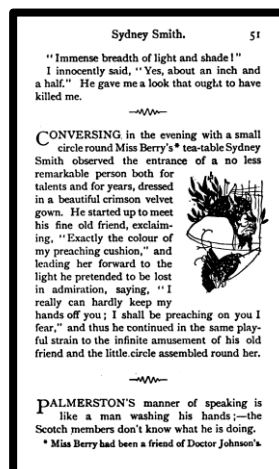 Sydney Smith. 51
"Immense breadth of light and shade!"
I innocently said, "Yes, about an inch and
a half." He gave me a look that ought to have
killed me.
CONVERSING in the evening with a small
circle round Miss Berry's* tea-table Sydney
Smith observed the entrance of a no less
remarkable person both for
talents and for years, dressed
in a beautiful crimson velvet
gown. He started up to meet
his fine old friend, exclaim-
ing, "Exactly the colour of
my preaching cushion," and
leading her forward to the
light he pretended to be lost
in admiration, saying, "I
really can hardly keep my
hands off you; I shall be preaching on you I
fear," and thus he continued in the same play-
ful strain to the infinite amusement of his old
friend and the little circle assembled round her.
PALMERSTON'S manner of speaking is
like a man washing his hands;—the
Scotch members don't know what he is doing.
* Miss Berry had been a friend of Doctor Johnson's.